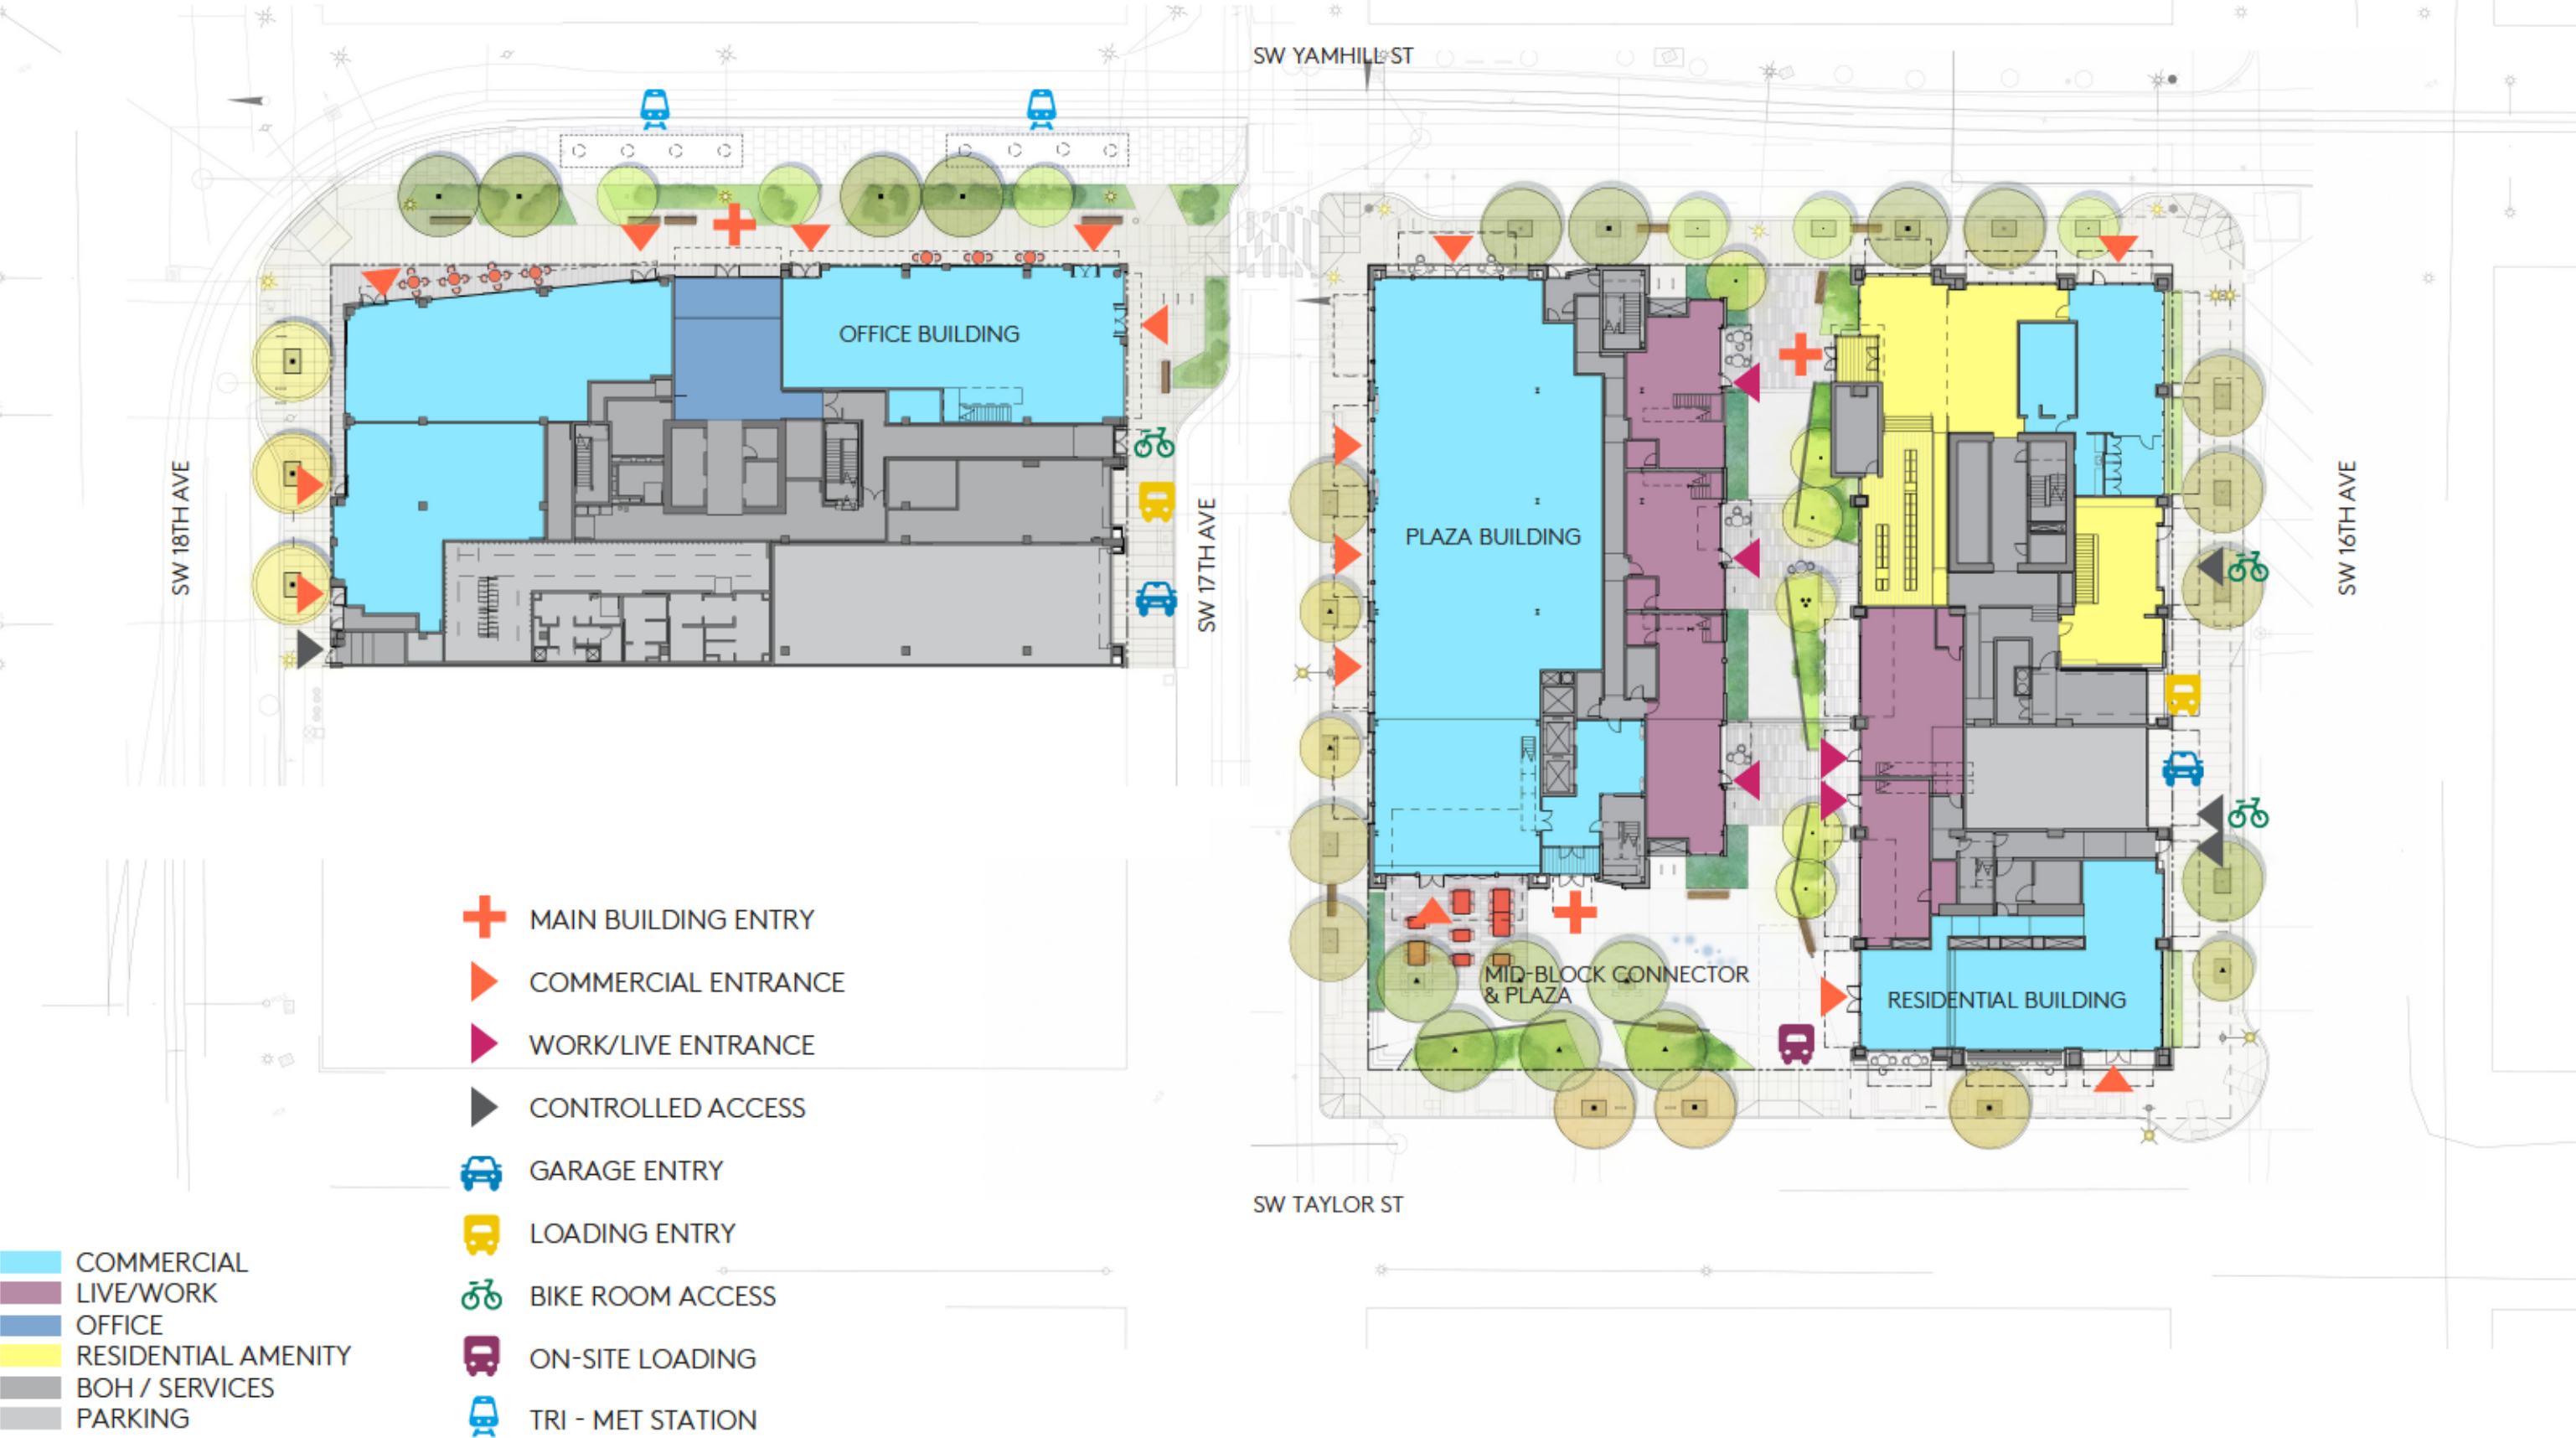 SW YAMHILL ST
OFFICE BUILDING
SW 18TH AVE
SW 17TH AVE
PLAZA BUILDING
SW 16TH AVE
MID-BLOCK CONNECTOR
& PLAZA
RESIDENTIAL BUILDING
SW TAYLOR ST
MAIN BUILDING ENTRY
COMMERCIAL ENTRANCE
WORK/LIVE ENTRANCE
CONTROLLED ACCESS
GARAGE ENTRY
LOADING ENTRY
BIKE ROOM ACCESS
ON-SITE LOADING
TRI - MET STATION
COMMERCIAL
LIVE/WORK
OFFICE
RESIDENTIAL AMENITY
BOH / SERVICES
PARKING